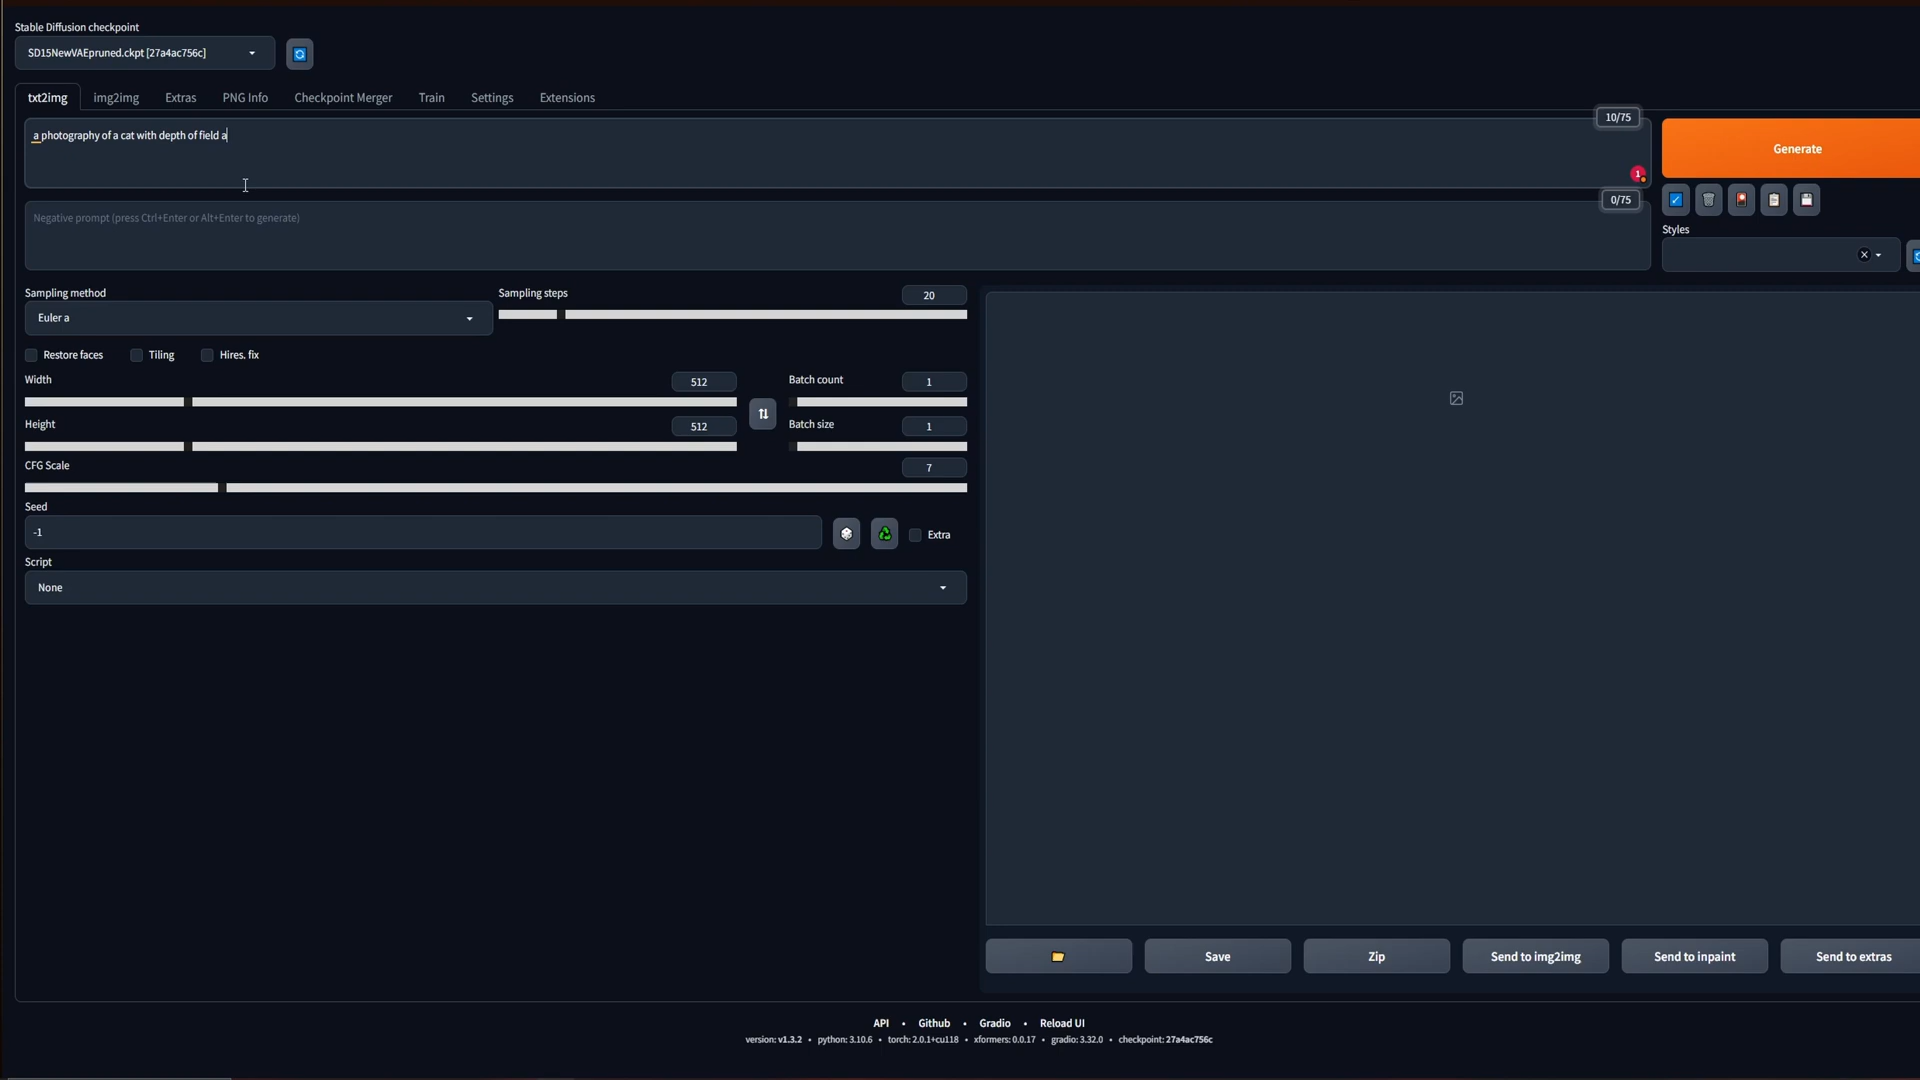 Stable Diffusion checkpoint
SD15NewVAEpruned.ckpt [27a4ac756c]
txt2img img2img Extras PNG Info Checkpoint Merger Train Settings Extensions
10/75
a photography of a cat with depth of field a
Generate
1
0/75
Negative prompt (press Ctrl+Enter or Alt+Enter to generate)
Styles
Sampling method Sampling steps 20
Euler a
Restore faces Tiling Hires. fix
Width 512 Batch count 1
Height 512 Batch size 1
CFG Scale 7
Seed
-1
Extra
Script
None
Save Zip Send to img2img Send to inpaint Send to extras
API • Github • Gradio • Reload UI
version: v1.3.2 • python: 3.10.6 • torch: 2.0.1+cu118 • xformers: 0.0.17 • gradio: 3.32.0 • checkpoint: 27a4ac756c